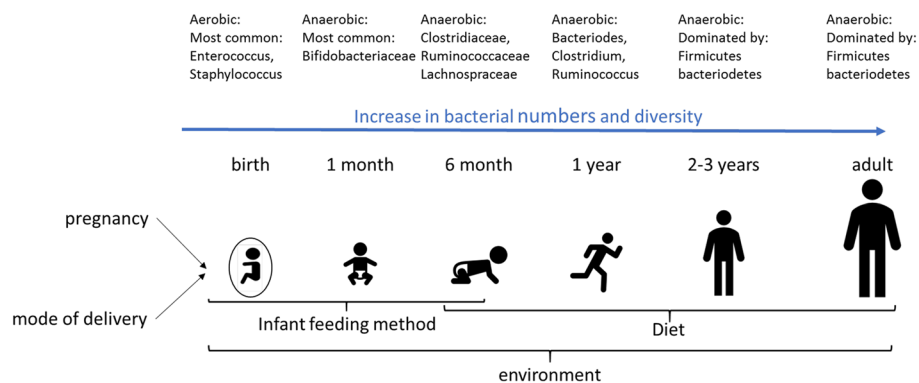 Aerobic:
Most common:
Enterococcus,
Staphylococcus
Anaerobic:
Most common:
Bifidobacteriaceae
Anaerobic:
Clostridiaceae,
Ruminococcaceae
Lachnospraceae
Anaerobic:
Bacteriodes,
Clostridium,
Ruminococcus
Anaerobic:
Dominated by:
Firmicutes
bacteriodetes
Anaerobic:
Dominated by:
Firmicutes
bacteriodetes
Increase in bacterial numbers and diversity
birth
1 month
6 month
1 year
2-3 years
adult
pregnancy
mode of delivery
Infant feeding method
Diet
environment